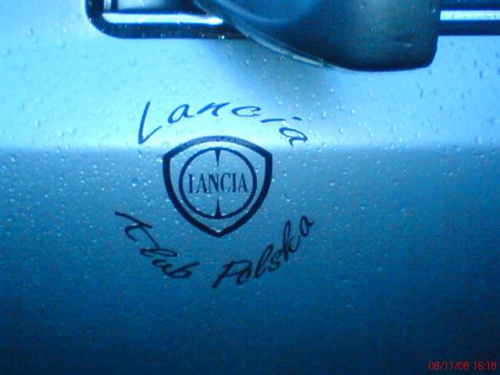 Lancia
LANCIA
Klub Polska
08/11/08 16:18